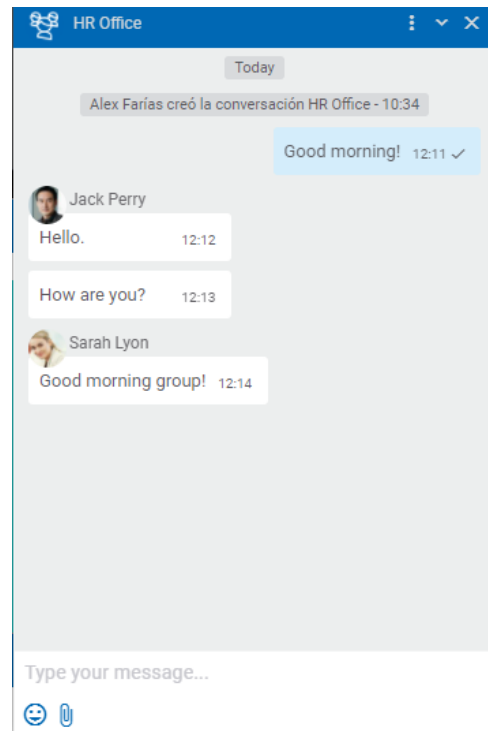 HR Office
Today
Alex Farías creó la conversación HR Office - 10:34
Good morning! 12:11
Jack Perry
Hello. 12:12
How are you? 12:13
Sarah Lyon
Good morning group! 12:14
Type your message...